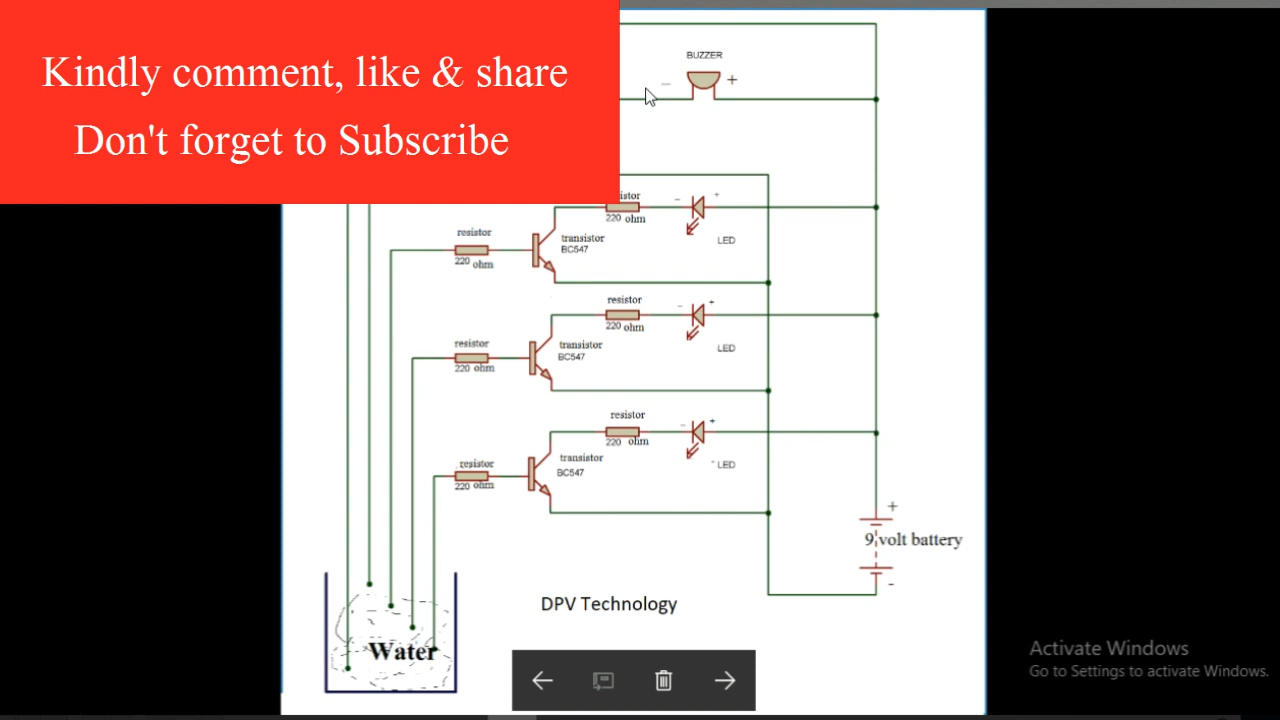 Kindly comment, like & share
Don't forget to Subscribe
BUZZER
− +
istor
220 ohm
− +
LED
resistor
220 ohm
transistor
BC547
resistor
220 ohm
− +
LED
resistor
220 ohm
transistor
BC547
resistor
220 ohm
− +
LED
resistor
220 ohm
transistor
BC547
+
9 volt battery
-
DPV Technology
Water
Activate Windows
Go to Settings to activate Windows.